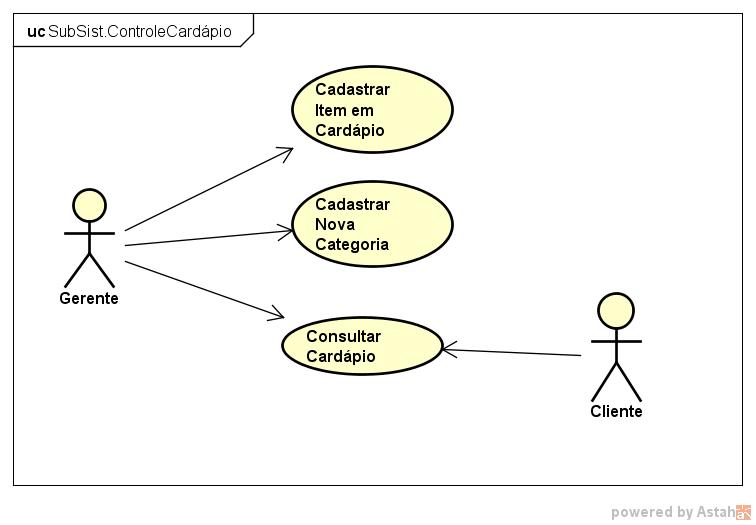 uc SubSist.ControleCardápio
Cadastrar
Item em
Cardápio
Cadastrar
Nova
Categoria
Gerente
Consultar
Cardápio
Cliente
powered by Astah